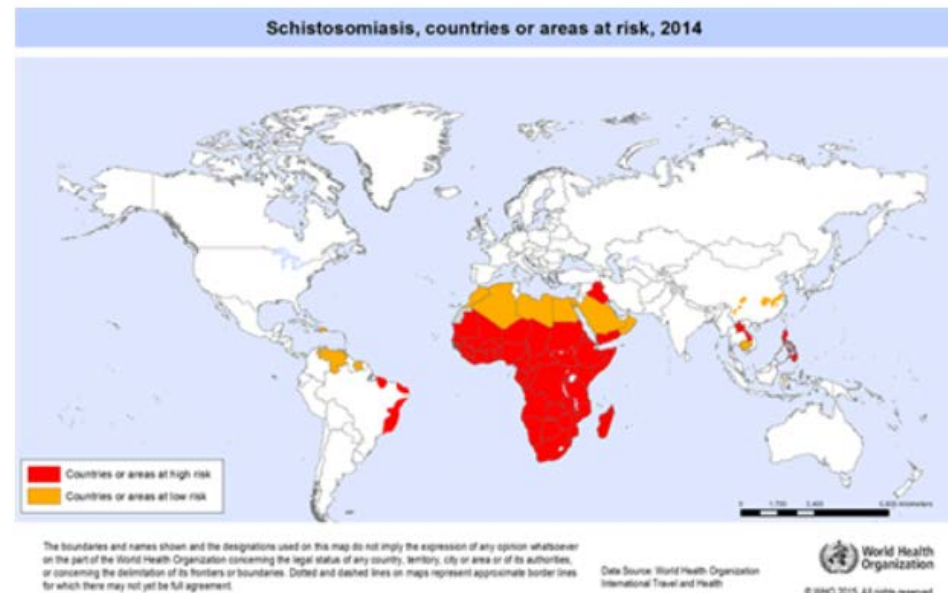 Schistosomiasis, countries or areas at risk, 2014
Countries or areas at high risk
Countries or areas at low risk
The boundaries and names shown and the designations used on this map do not imply the expression of any opinion whatsoever
on the part of the World Health Organization concerning the legal status of any country, territory, city or area or of its authorities,
or concerning the delimitation of its frontiers or boundaries. Dotted and dashed lines on maps represent approximate border lines
for which there may not yet be full agreement.
Data Source: World Health Organization
International Travel and Health
World Health
Organization
© WHO 2015. All rights reserved